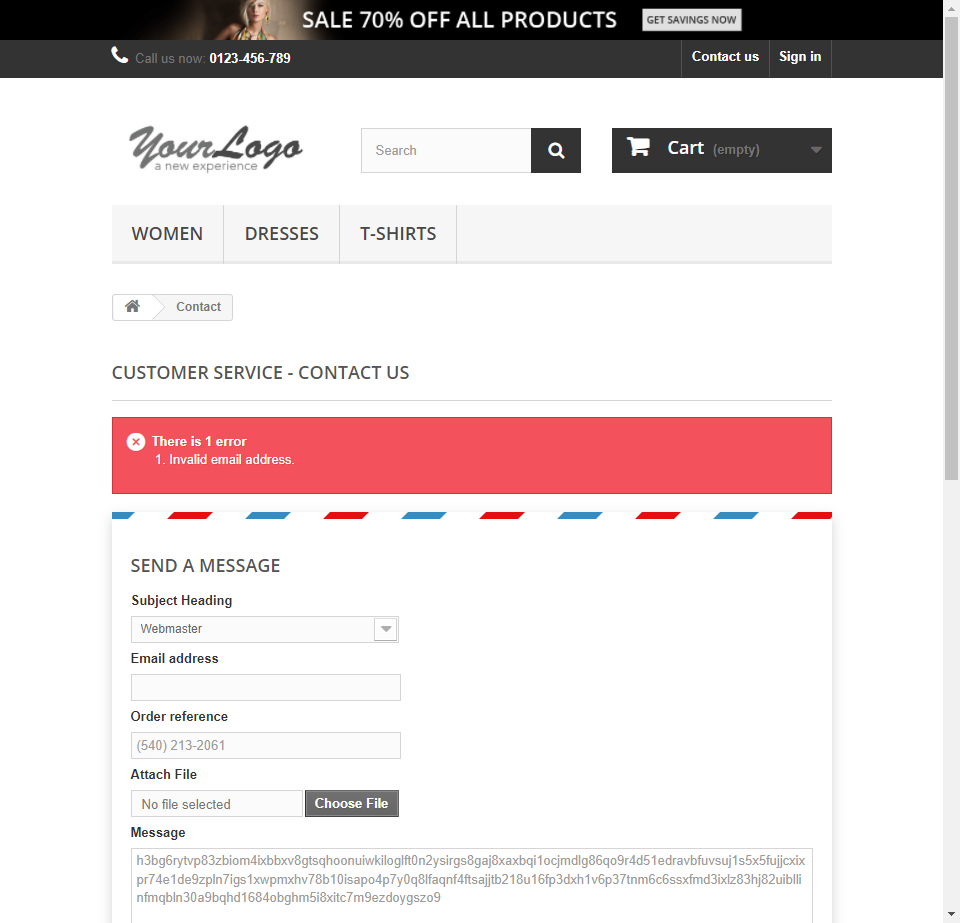 SALE 70% OFF ALL PRODUCTS GET SAVINGS NOW
Call us now: 0123-456-789 Contact us Sign in
YourLogo
a new experience
Search
Cart (empty)
WOMEN DRESSES T-SHIRTS
Contact
CUSTOMER SERVICE - CONTACT US
There is 1 error
1. Invalid email address.
SEND A MESSAGE
Subject Heading
Webmaster
Email address
Order reference
(540) 213-2061
Attach File
No file selected Choose File
Message
h3bg6rytvp83zbiom4ixbbxv8gtsqhoonuiwkiloglft0n2ysirgs8gaj8xaxbqi1ocjmdlg86qo9r4d51edravbfuvsuj1s5x5fujjcxix
pr74e1de9zpln7igs1xwpmxhv78b10isapo4p7y0q8lfaqnf4ftsajjtb218u16fp3dxh1v6p37tnm6c6ssxfmd3ixlz83hj82uiblli
nfmqbln30a9bqhd1684obghm5i8xitc7m9ezdoygszo9